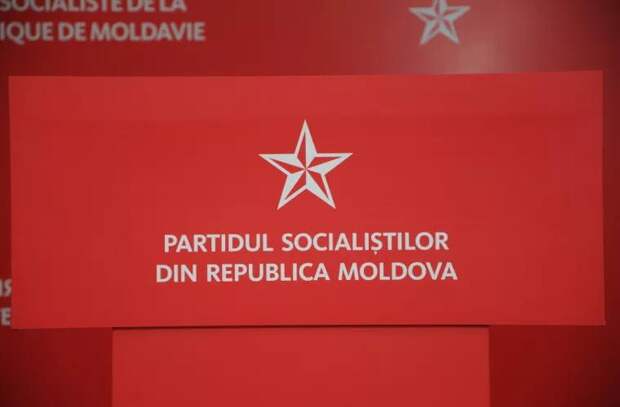 SOCIALISTE DE LA
IQUE DE MOLDAVIE
PARTIDUL SOCIALIȘTILOR
DIN REPUBLICA MOLDOVA